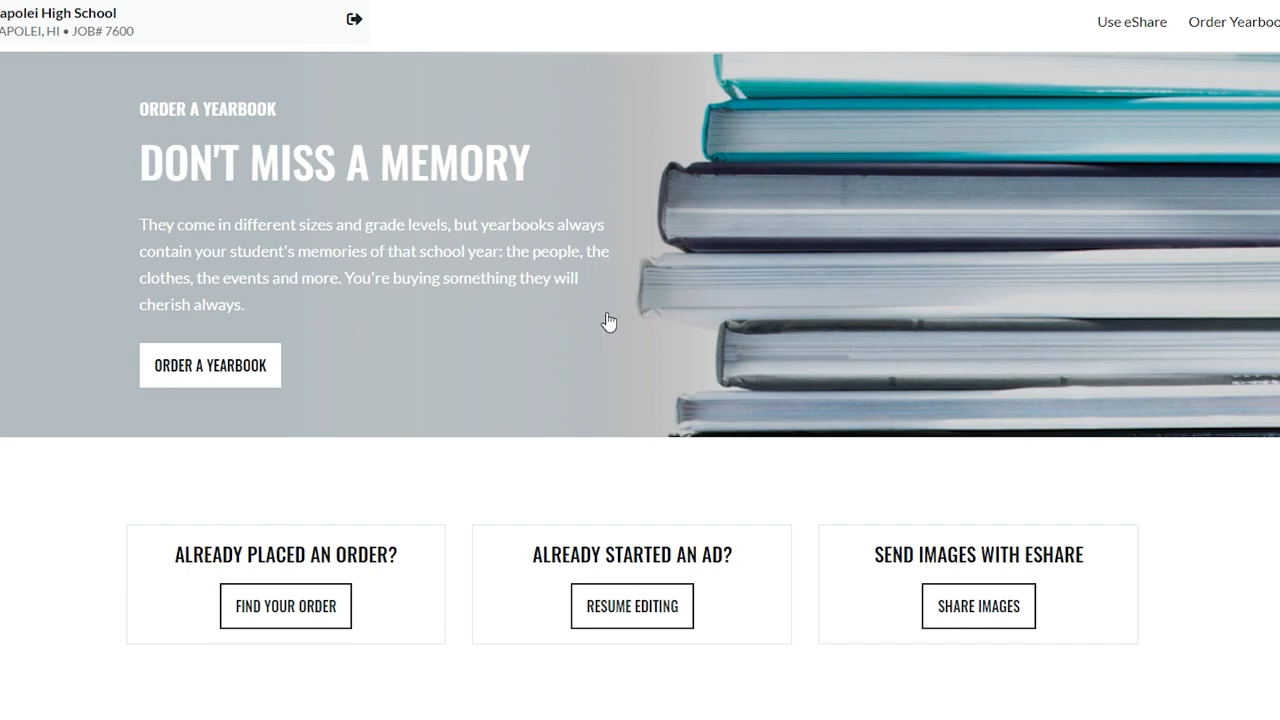 apolei High School
APOLEI, HI • JOB# 7600
Use eShare
Order Yearboo
ORDER A YEARBOOK
DON'T MISS A MEMORY
They come in different sizes and grade levels, but yearbooks always
contain your student's memories of that school year: the people, the
clothes, the events and more. You're buying something they will
cherish always.
ORDER A YEARBOOK
ALREADY PLACED AN ORDER?
FIND YOUR ORDER
ALREADY STARTED AN AD?
RESUME EDITING
SEND IMAGES WITH ESHARE
SHARE IMAGES